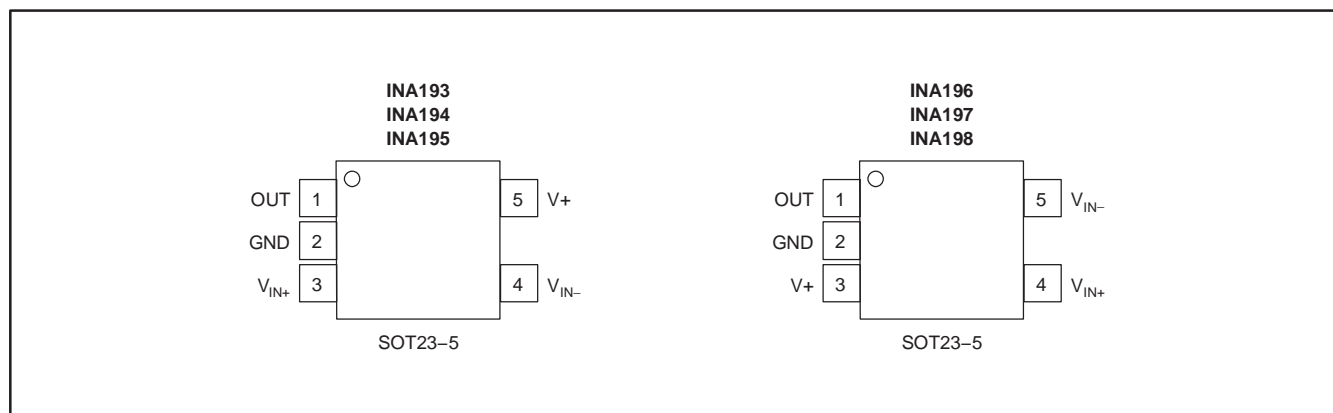 INA193
INA194
INA195
OUT 1 5 V+
GND 2
VIN+ 3 4 VIN–
SOT23–5
INA196
INA197
INA198
OUT 1 5 VIN–
GND 2
V+ 3 4 VIN+
SOT23–5